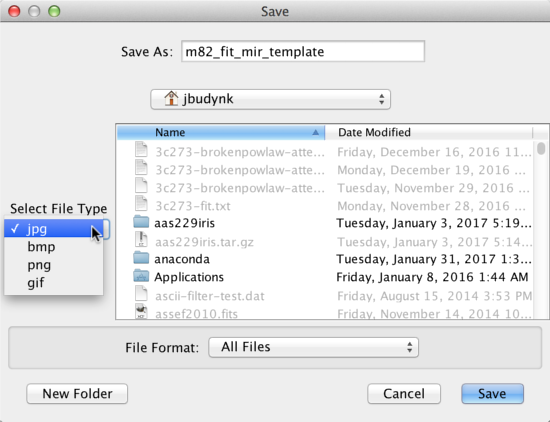 Save
Save As: m82_fit_mir_template
jbudynk
Name Date Modified
3c273-brokenpowlaw-atte... Friday, December 16, 2016 11...
3c273-brokenpowlaw-atte... Monday, December 19, 2016...
3c273-brokenpowlaw-atte... Tuesday, November 29, 2016...
3c273-fit.txt Monday, November 28, 2016 ...
aas229iris Tuesday, January 3, 2017 5:19...
aas229iris.tar.gz Tuesday, January 3, 2017 5:14...
anaconda Tuesday, January 31, 2017 1:3...
Applications Friday, January 8, 2016 1:44 AM
ascii-filter-test.dat Friday, August 15, 2014 3:53 PM
assef2010.fits Friday, November 14, 2014 10...
Select File Type
✓ jpg
bmp
png
gif
File Format: All Files
New Folder Cancel Save